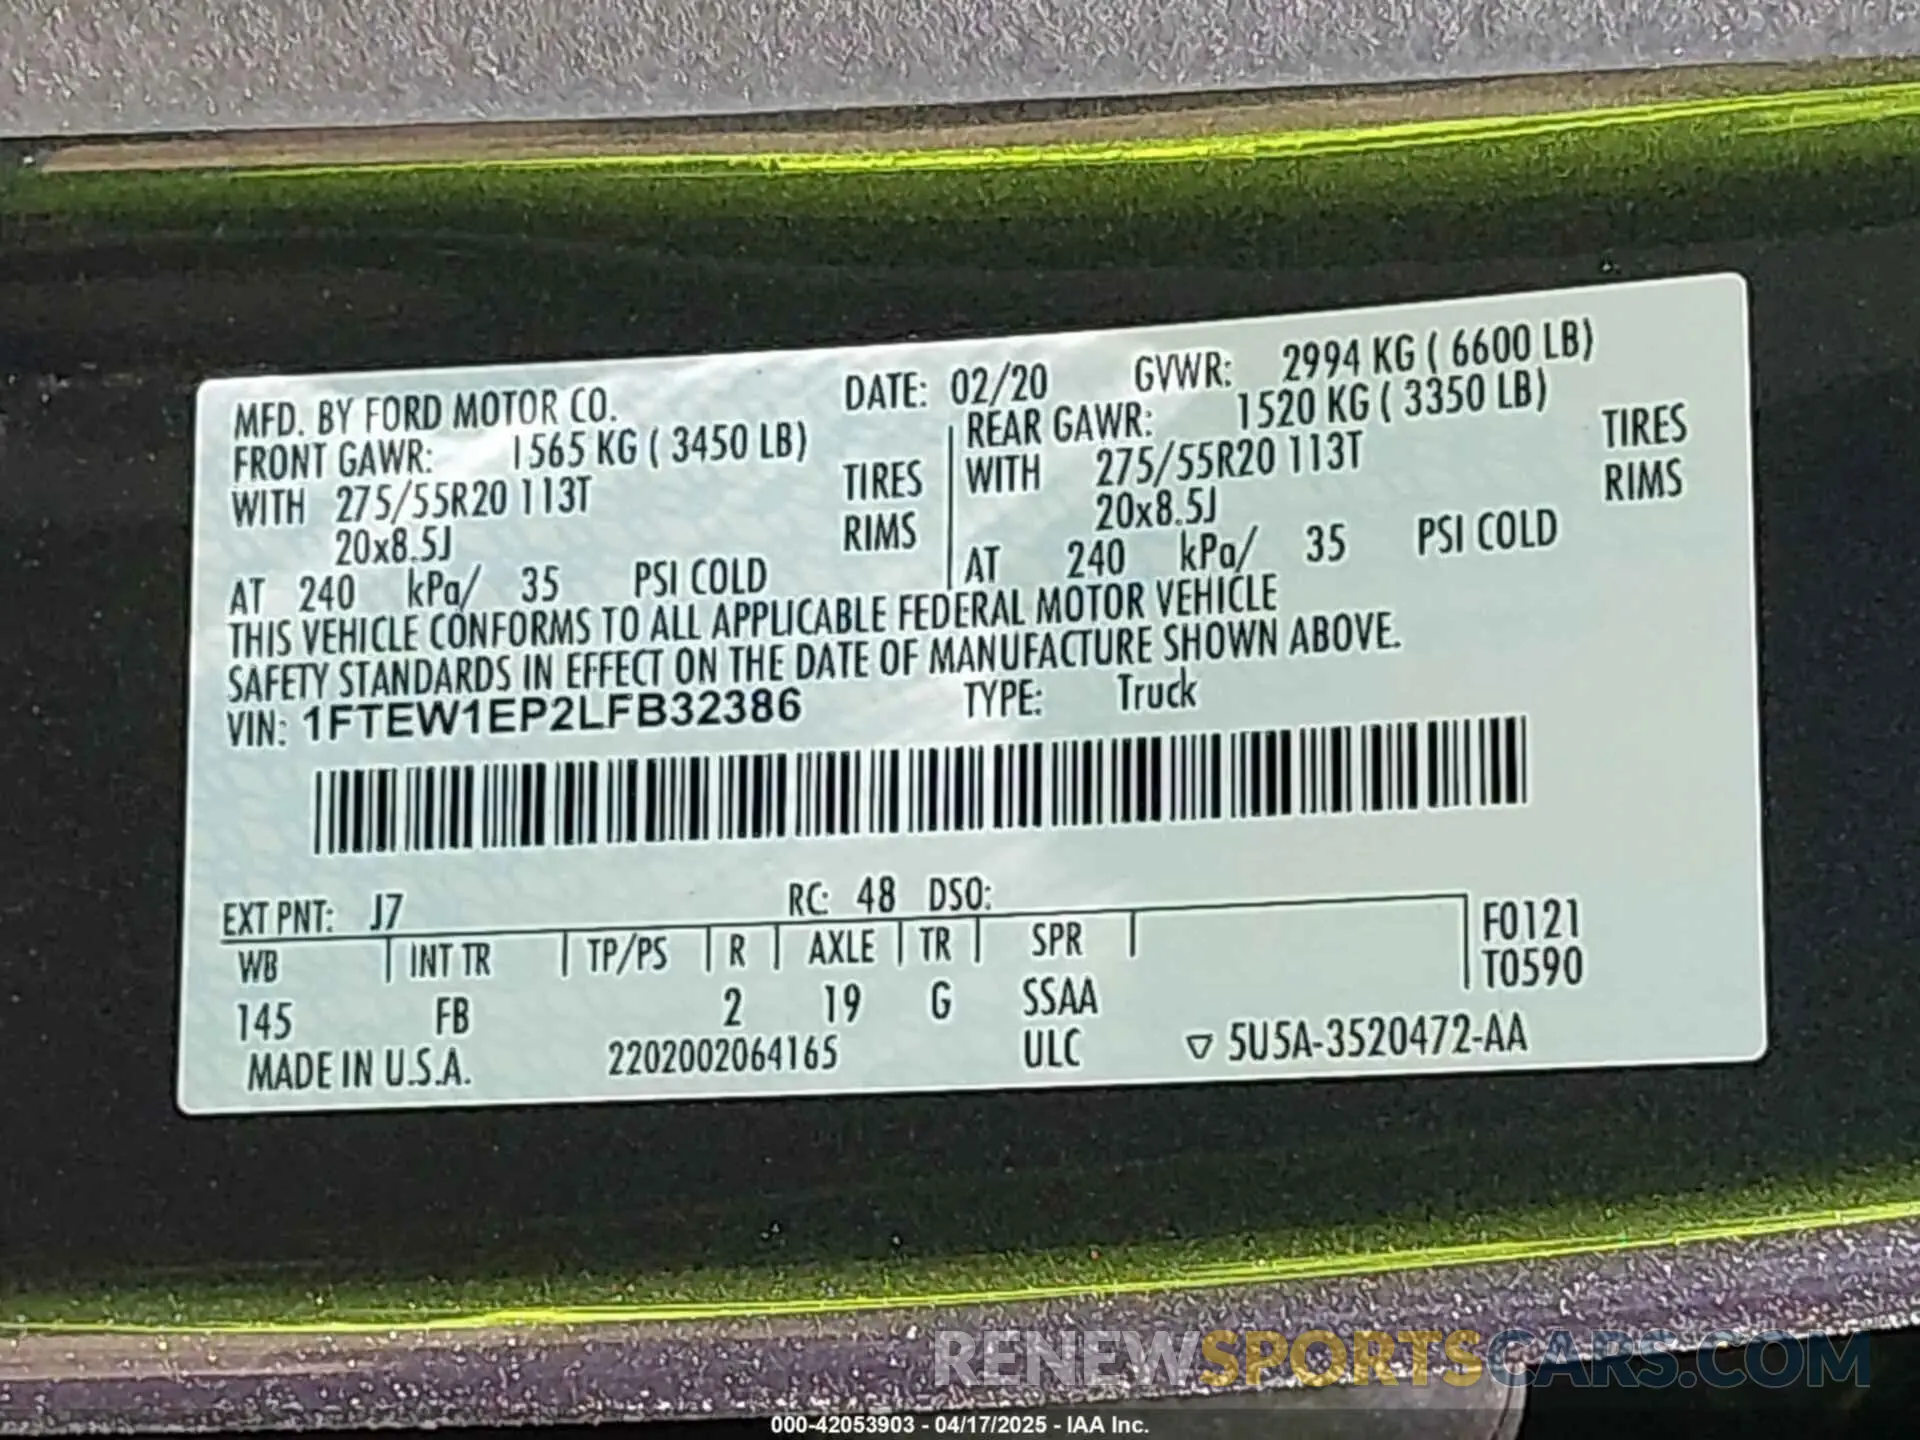 MFD. BY FORD MOTOR CO. DATE: 02/20 GVWR: 2994 KG ( 6600 LB)
FRONT GAWR: 1565 KG ( 3450 LB) REAR GAWR: 1520 KG ( 3350 LB)
WITH 275/55R20 113T TIRES WITH 275/55R20 113T TIRES
20x8.5J RIMS 20x8.5J RIMS
AT 240 kPa/ 35 PSI COLD AT 240 kPa/ 35 PSI COLD
THIS VEHICLE CONFORMS TO ALL APPLICABLE FEDERAL MOTOR VEHICLE
SAFETY STANDARDS IN EFFECT ON THE DATE OF MANUFACTURE SHOWN ABOVE.
VIN: 1FTEW1EP2LFB32386 TYPE: Truck
EXT PNT: J7 RC: 48 DSO:
WB INT TR TP/PS R AXLE TR SPR F0121
T0590
145 FB 2 19 G SSAA
MADE IN U.S.A. 2202002064165 ULC ▽ 5U5A-3520472-AA
RENEWSPORTSCARS.COM
000-42053903 - 04/17/2025 - IAA Inc.